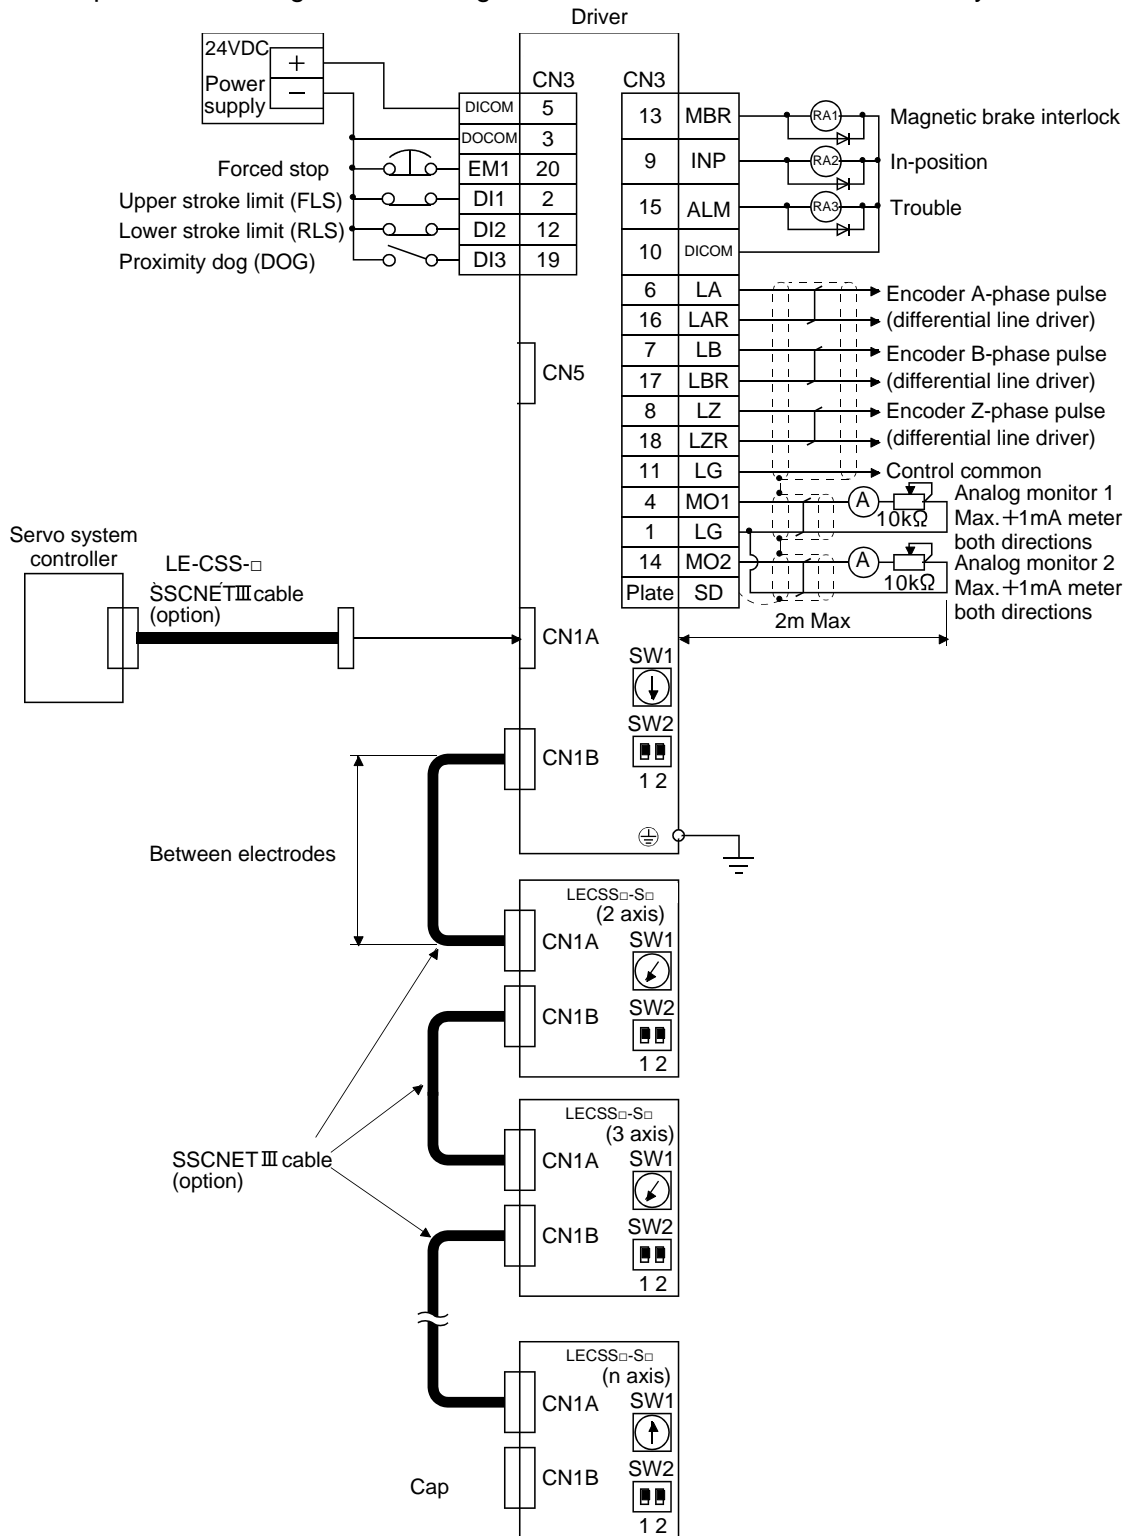 Driver
24VDC
+
Power
−
supply
CN3
CN3
DICOM 5
DOCOM 3
Forced stop EM1 20
Upper stroke limit (FLS) DI1 2
Lower stroke limit (RLS) DI2 12
Proximity dog (DOG) DI3 19
13 MBR RA1 Magnetic brake interlock
9 INP RA2 In-position
15 ALM RA3 Trouble
10 DICOM
6 LA Encoder A-phase pulse
16 LAR (differential line driver)
7 LB Encoder B-phase pulse
17 LBR (differential line driver)
8 LZ Encoder Z-phase pulse
18 LZR (differential line driver)
11 LG Control common
4 MO1 A 10kΩ Analog monitor 1
Max.+1mA meter
both directions
1 LG
14 MO2 A 10kΩ Analog monitor 2
Max.+1mA meter
both directions
Plate SD
2m Max
CN5
Servo system
controller
LE-CSS-□
SSCNETⅢ cable
(option)
CN1A
SW1
SW2
1 2
CN1B
Between electrodes
LECSS□-S□
(2 axis)
CN1A
SW1
CN1B
SW2
1 2
LECSS□-S□
(3 axis)
CN1A
SW1
SSCNETⅢ cable
(option)
CN1B
SW2
1 2
LECSS□-S□
(n axis)
CN1A
SW1
Cap
CN1B
SW2
1 2